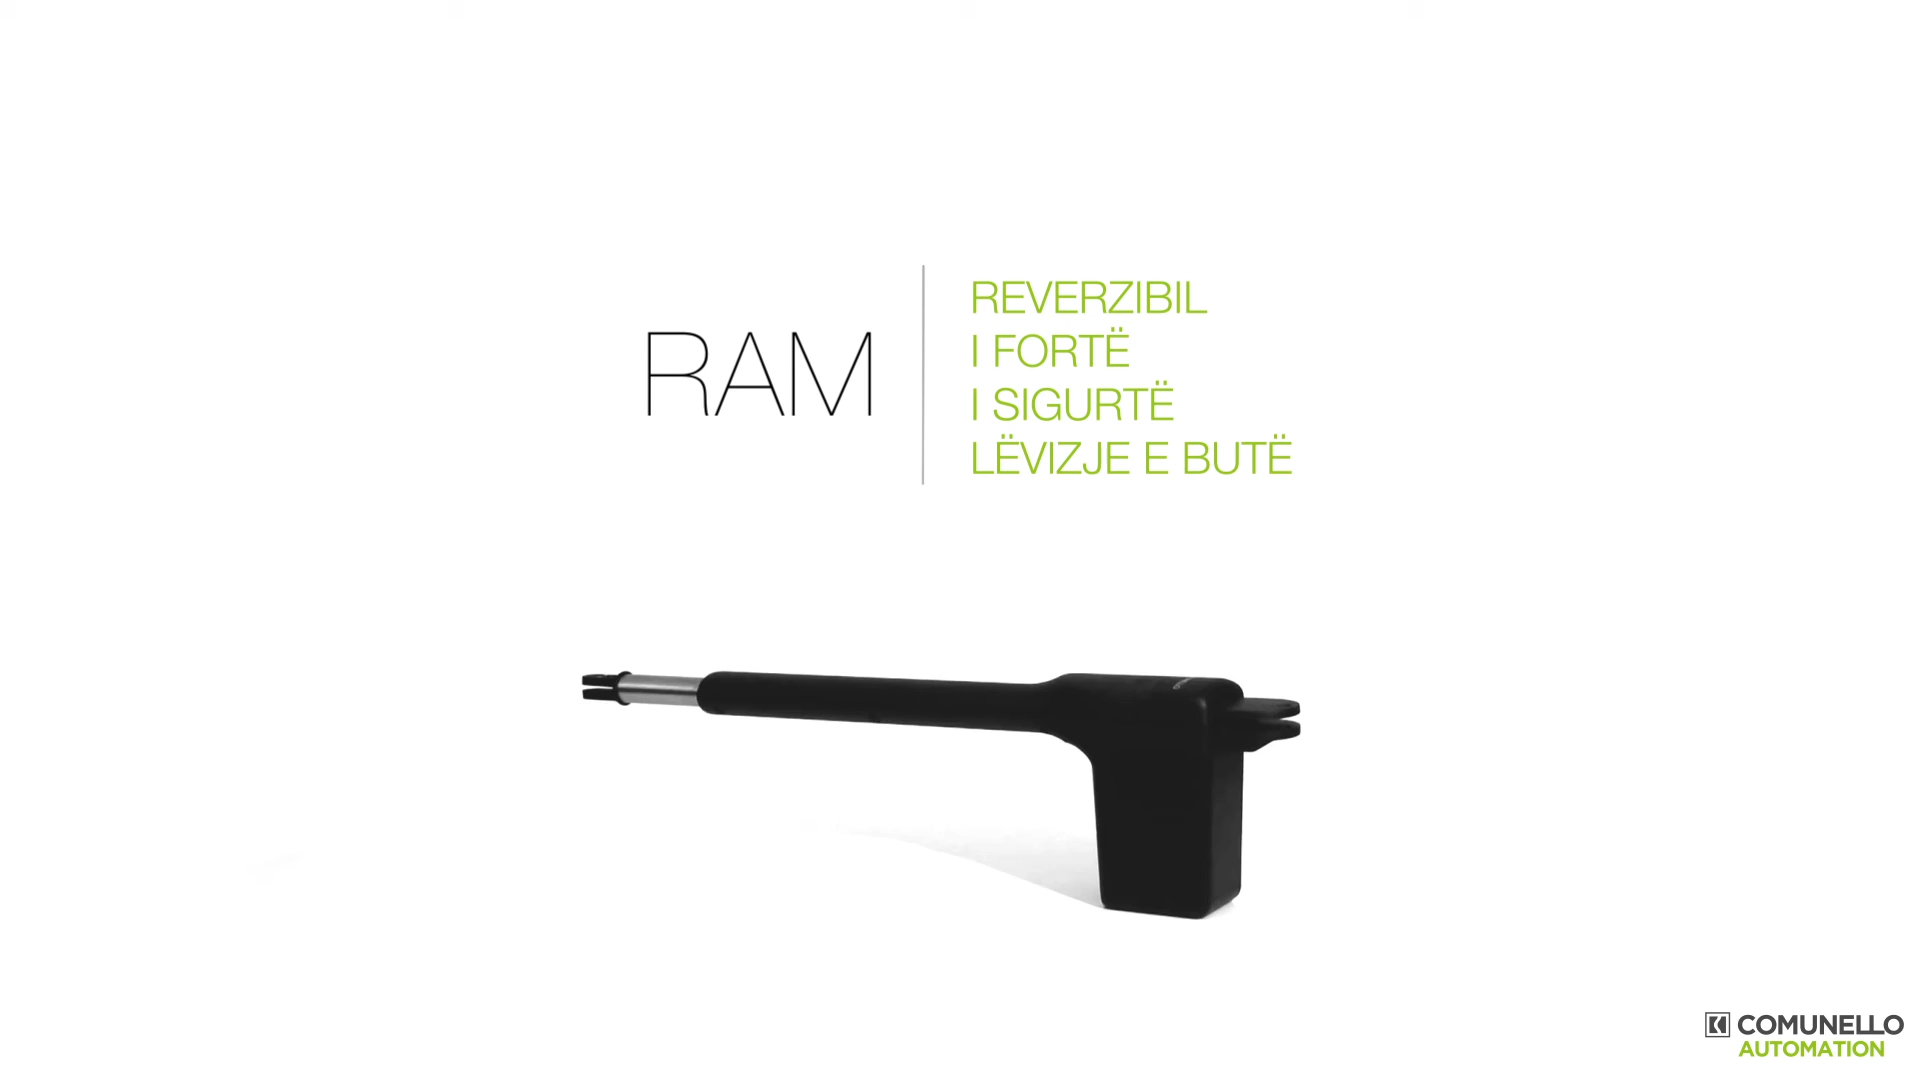 RAM
REVERZIBIL
I FORTË
I SIGURTË
LËVIZJE E BUTË
COMUNELLO
AUTOMATION